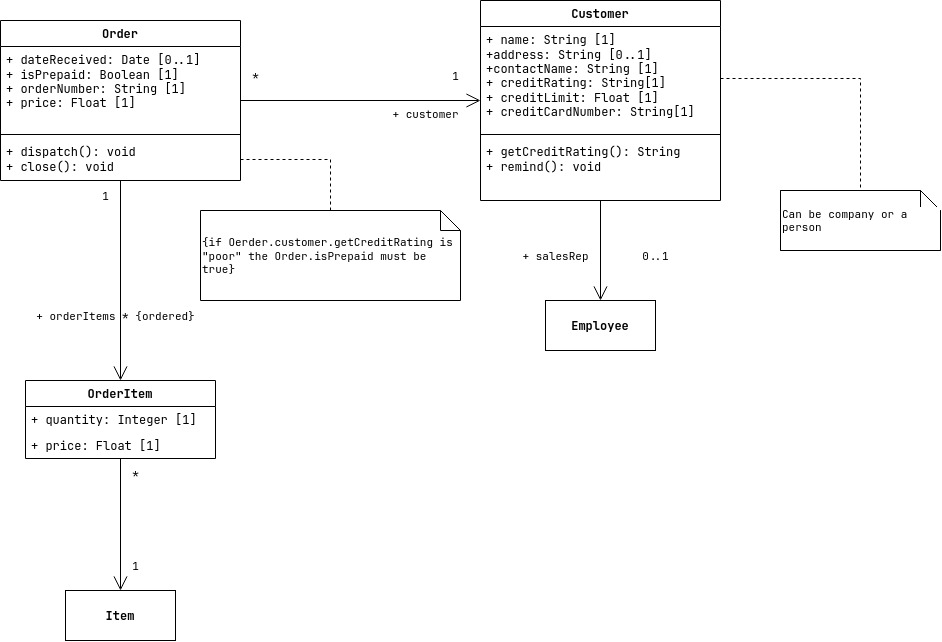 Order
+ dateReceived: Date [0..1]
+ isPrepaid: Boolean [1]
+ orderNumber: String [1]
+ price: Float [1]
+ dispatch(): void
+ close(): void
*
1
+ customer
Customer
+ name: String [1]
+address: String [0..1]
+contactName: String [1]
+ creditRating: String[1]
+ creditLimit: Float [1]
+ creditCardNumber: String[1]
+ getCreditRating(): String
+ remind(): void
Can be company or a
person
1
{if Oerder.customer.getCreditRating is
"poor" the Order.isPrepaid must be
true}
+ salesRep
0..1
Employee
+ orderItems * {ordered}
OrderItem
+ quantity: Integer [1]
+ price: Float [1]
*
1
Item